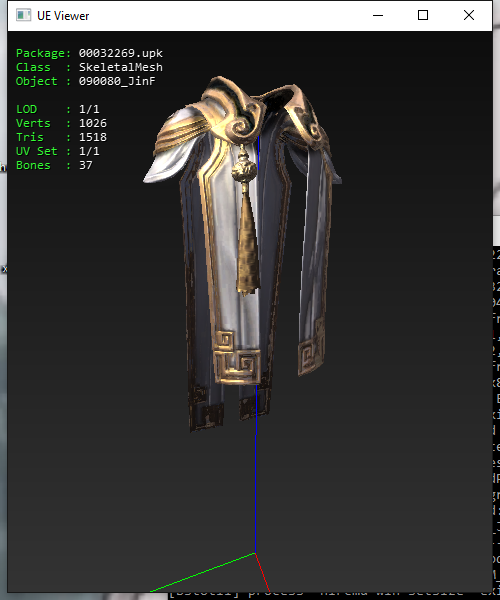 UE Viewer
Package: 00032269.upk
Class : SkeletalMesh
Object : 090080_JinF
LOD : 1/1
Verts : 1026
Tris : 1518
UV Set : 1/1
Bones : 37